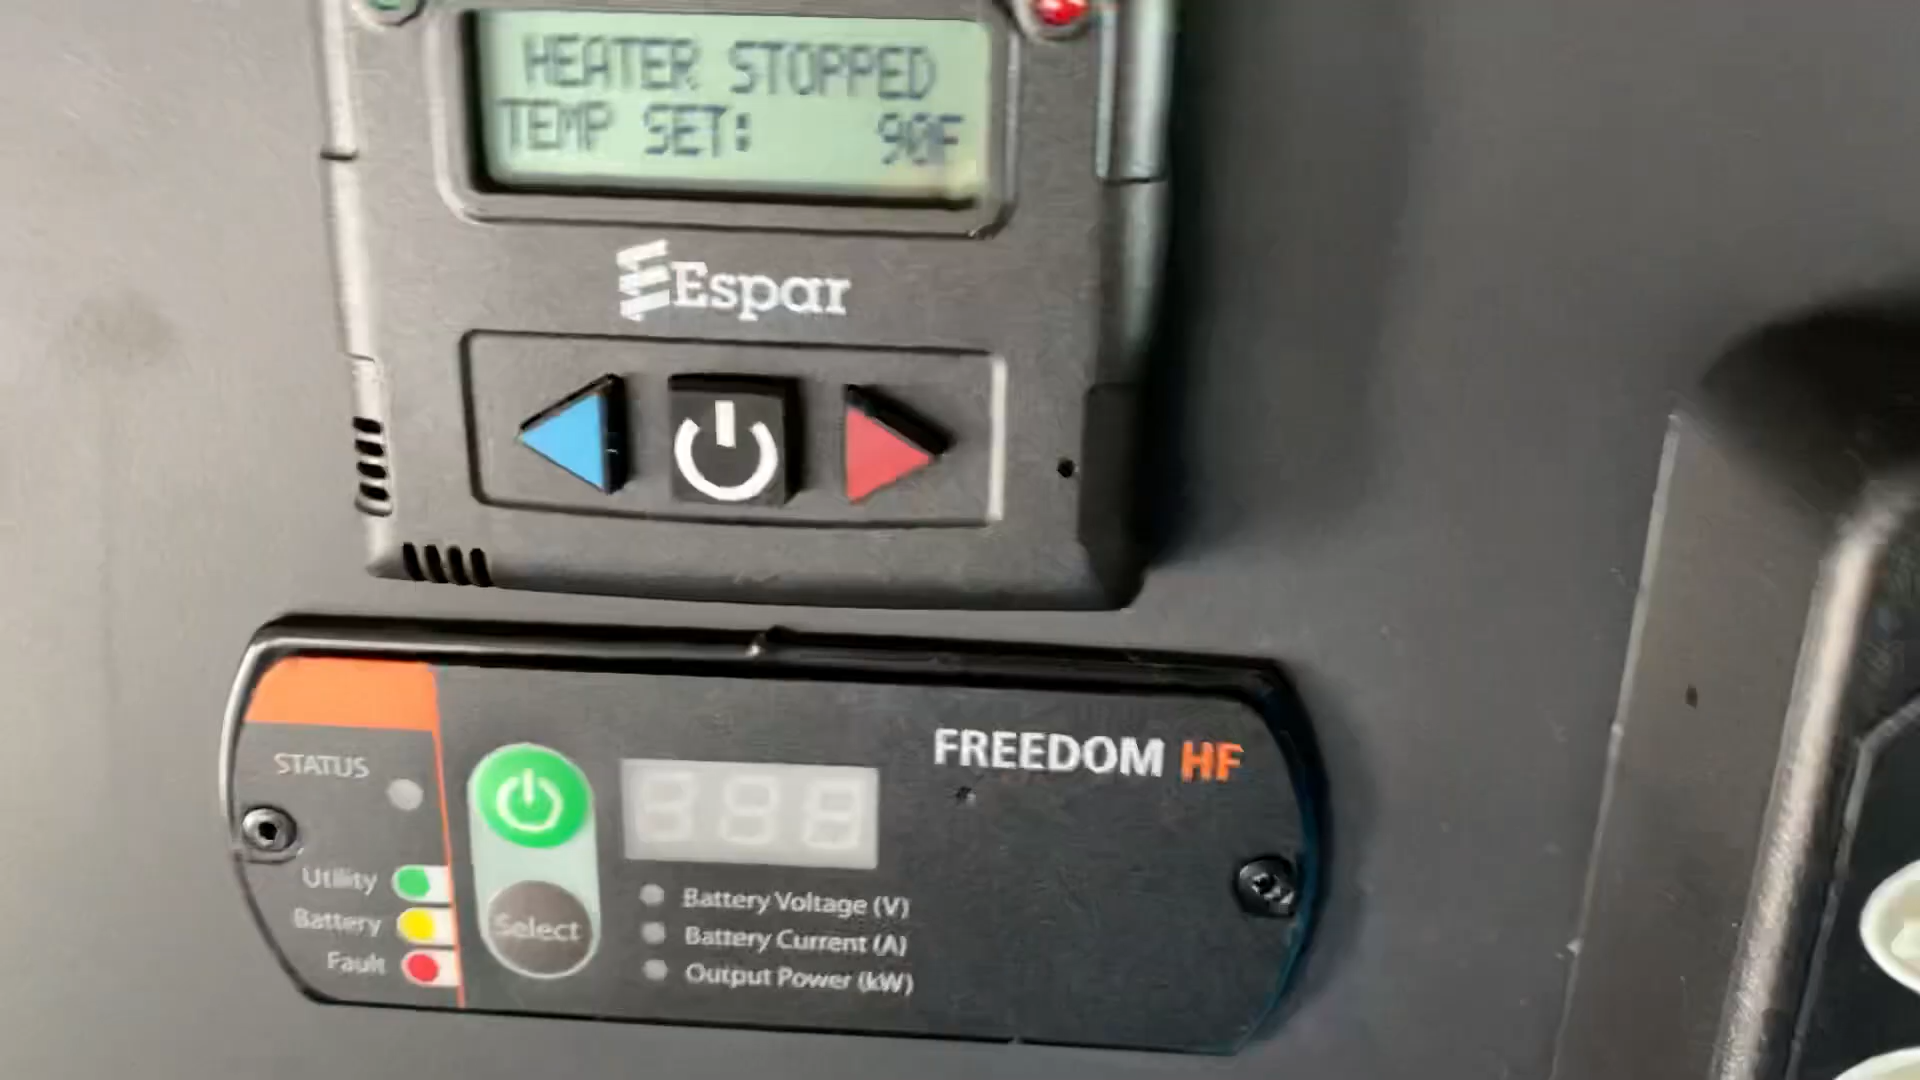 HEATER STOPPED
TEMP SET: 90F
Espar
FREEDOM HF
STATUS
Utility
Battery
Fault
Select
Battery Voltage (V)
Battery Current (A)
Output Power (kW)